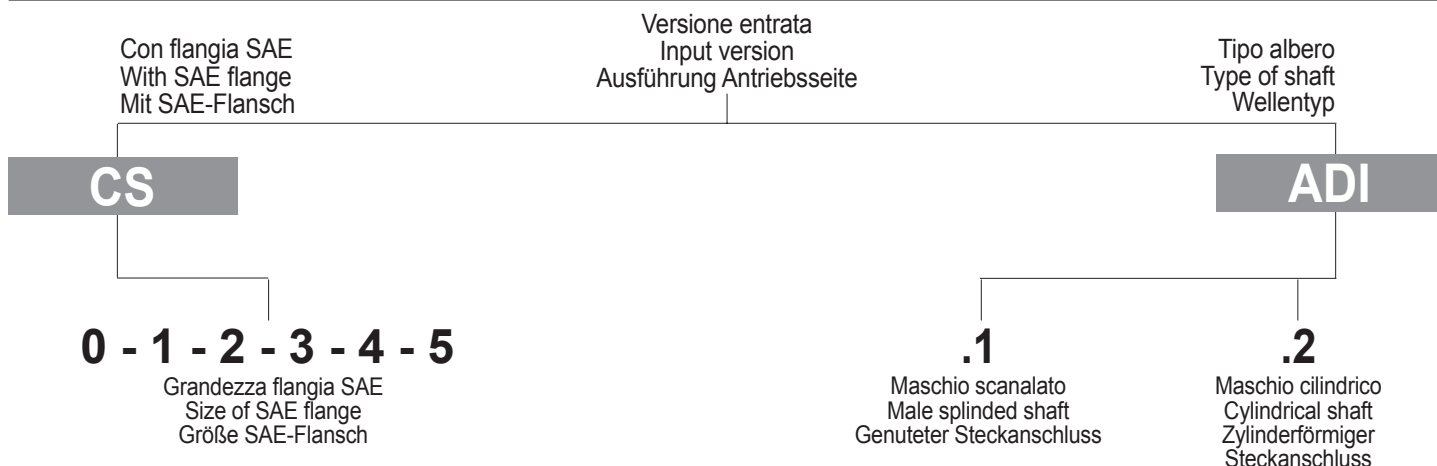 Versione entrata
Input version
Ausführung Antriebsseite
Con flangia SAE
With SAE flange
Mit SAE-Flansch
Tipo albero
Type of shaft
Wellentyp
CS
ADI
0 - 1 - 2 - 3 - 4 - 5
Grandezza flangia SAE
Size of SAE flange
Größe SAE-Flansch
.1
Maschio scanalato
Male splinded shaft
Genuteter Steckanschluss
.2
Maschio cilindrico
Cylindrical shaft
Zylinderförmiger
Steckanschluss